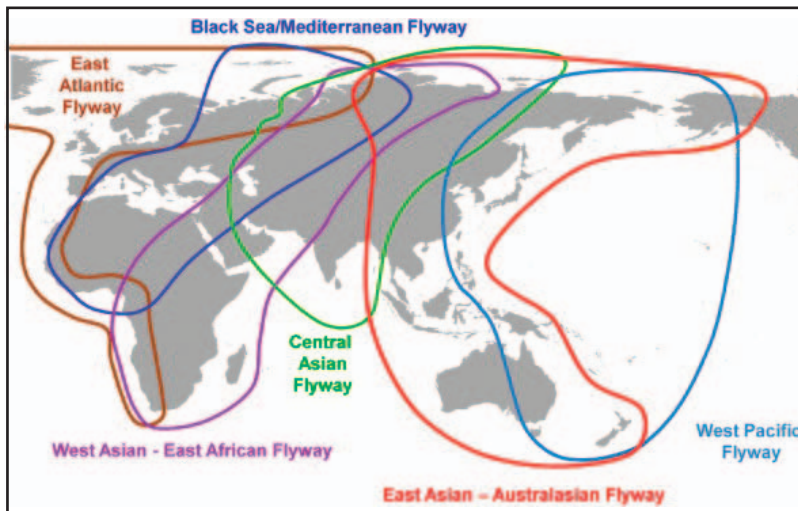 Black Sea/Mediterranean Flyway
East
Atlantic
Flyway
Central
Asian
Flyway
West Asian - East African Flyway
West Pacific
Flyway
East Asian – Australasian Flyway